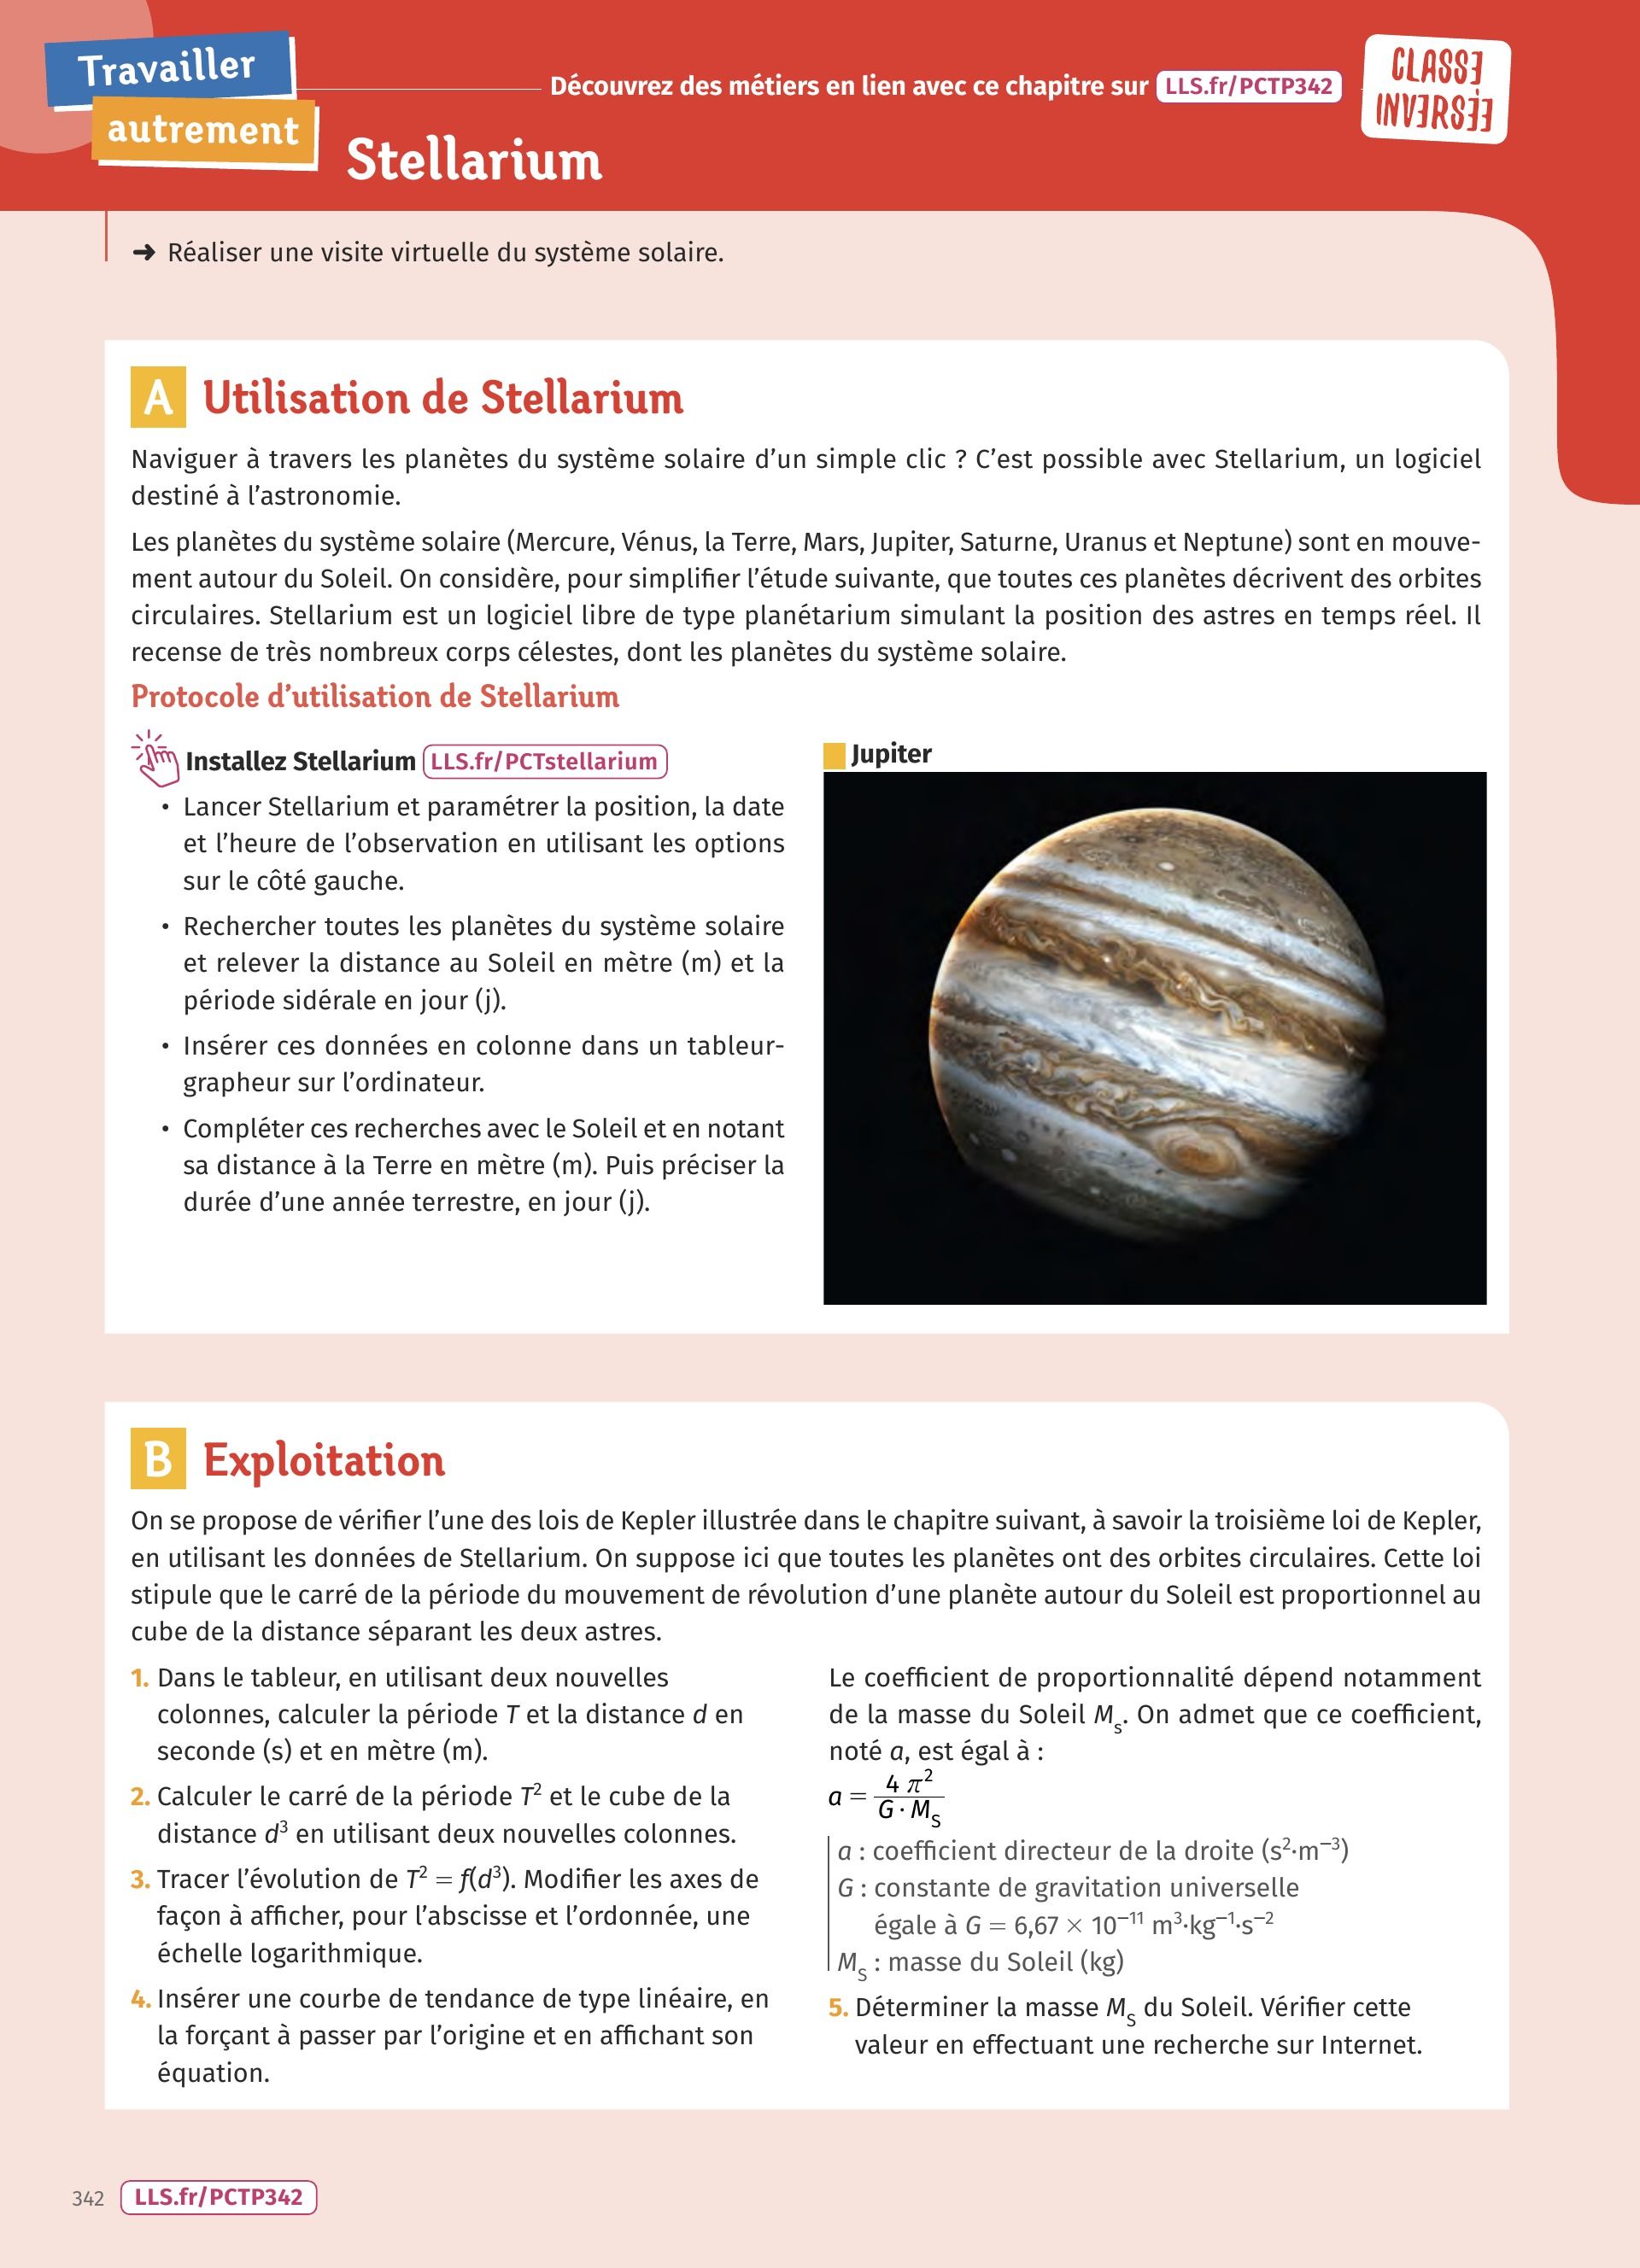 Travailler
autrement
Découvrez des métiers en lien avec ce chapitre sur LLS.fr/PCTP342
CLASSE
INVERSÉE
Stellarium
➜ Réaliser une visite virtuelle du système solaire.
A Utilisation de Stellarium
Naviguer à travers les planètes du système solaire d’un simple clic ? C’est possible avec Stellarium, un logiciel
destiné à l’astronomie.
Les planètes du système solaire (Mercure, Vénus, la Terre, Mars, Jupiter, Saturne, Uranus et Neptune) sont en mouve-
ment autour du Soleil. On considère, pour simplifier l’étude suivante, que toutes ces planètes décrivent des orbites
circulaires. Stellarium est un logiciel libre de type planétarium simulant la position des astres en temps réel. Il
recense de très nombreux corps célestes, dont les planètes du système solaire.
Protocole d’utilisation de Stellarium
Installez Stellarium LLS.fr/PCTstellarium
• Lancer Stellarium et paramétrer la position, la date
et l’heure de l’observation en utilisant les options
sur le côté gauche.
• Rechercher toutes les planètes du système solaire
et relever la distance au Soleil en mètre (m) et la
période sidérale en jour (j).
• Insérer ces données en colonne dans un tableur-
grapheur sur l’ordinateur.
• Compléter ces recherches avec le Soleil et en notant
sa distance à la Terre en mètre (m). Puis préciser la
durée d’une année terrestre, en jour (j).
Jupiter
B Exploitation
On se propose de vérifier l’une des lois de Kepler illustrée dans le chapitre suivant, à savoir la troisième loi de Kepler,
en utilisant les données de Stellarium. On suppose ici que toutes les planètes ont des orbites circulaires. Cette loi
stipule que le carré de la période du mouvement de révolution d’une planète autour du Soleil est proportionnel au
cube de la distance séparant les deux astres.
1. Dans le tableur, en utilisant deux nouvelles
colonnes, calculer la période T et la distance d en
seconde (s) et en mètre (m).
2. Calculer le carré de la période T² et le cube de la
distance d³ en utilisant deux nouvelles colonnes.
3. Tracer l’évolution de T² = f(d³). Modifier les axes de
façon à afficher, pour l’abscisse et l’ordonnée, une
échelle logarithmique.
4. Insérer une courbe de tendance de type linéaire, en
la forçant à passer par l’origine et en affichant son
équation.
Le coefficient de proportionnalité dépend notamment
de la masse du Soleil Mₛ. On admet que ce coefficient,
noté a, est égal à :
a = 4 π² / G · M_S
a : coefficient directeur de la droite (s²·m⁻³)
G : constante de gravitation universelle
égale à G = 6,67 × 10⁻¹¹ m³·kg⁻¹·s⁻²
M_S : masse du Soleil (kg)
5. Déterminer la masse M_S du Soleil. Vérifier cette
valeur en effectuant une recherche sur Internet.
342 LLS.fr/PCTP342